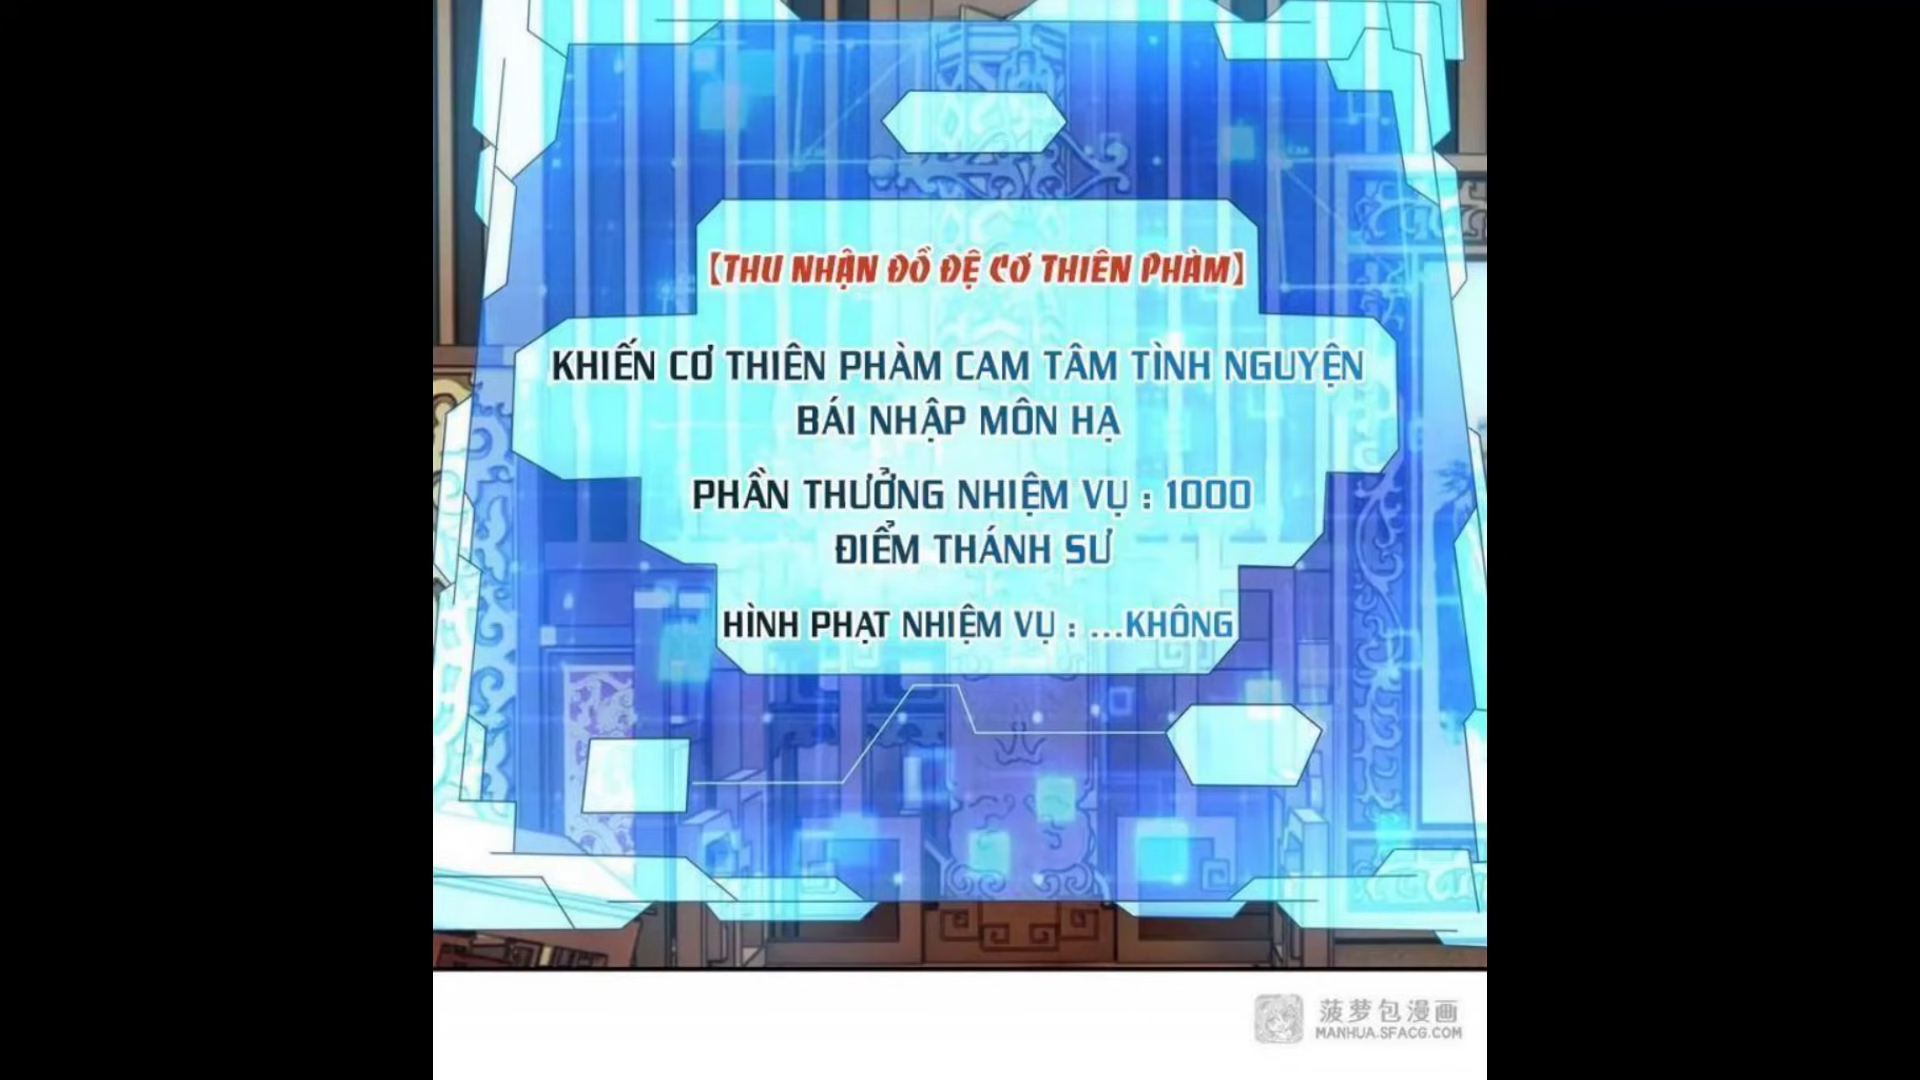 【THU NHẬN ĐỒ ĐỆ CƠ THIÊN PHÀM】
KHIẾN CƠ THIÊN PHÀM CAM TÂM TÌNH NGUYỆN
BÁI NHẬP MÔN HẠ
PHẦN THƯỞNG NHIỆM VỤ : 1000
ĐIỂM THÁNH SƯ
HÌNH PHẠT NHIỆM VỤ : ...KHÔNG
菠萝包漫画
MANHUA.SFACG.COM